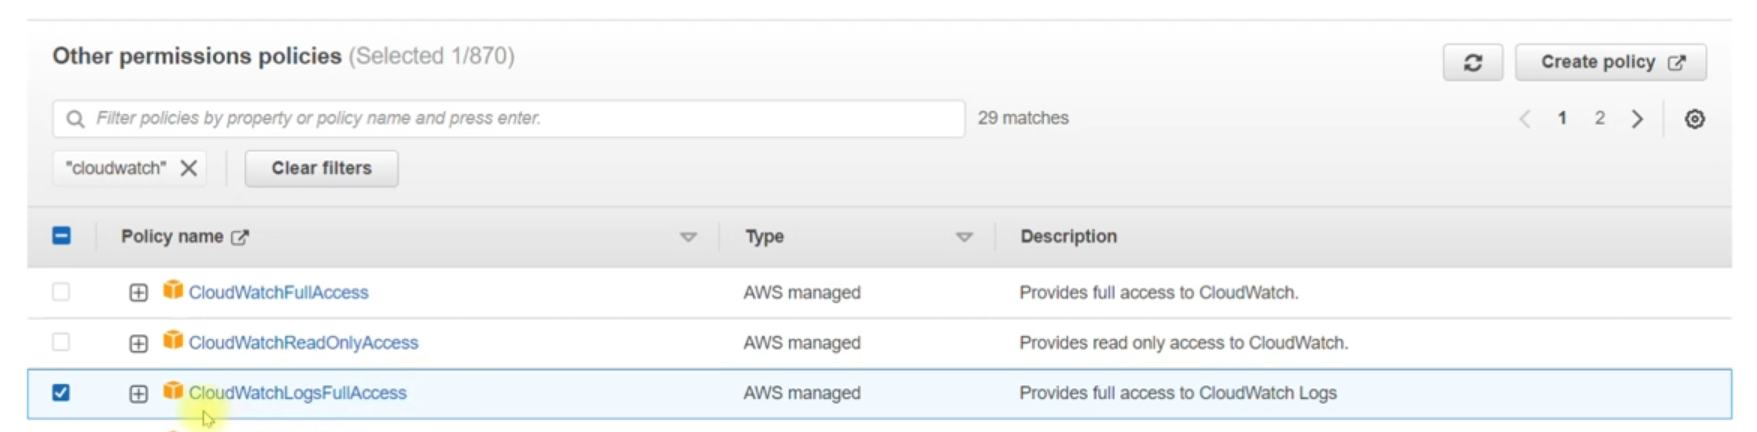 Other permissions policies (Selected 1/870)
Create policy
Filter policies by property or policy name and press enter.
29 matches
1 2
"cloudwatch"
Clear filters
Policy name Type Description
CloudWatchFullAccess AWS managed Provides full access to CloudWatch.
CloudWatchReadOnlyAccess AWS managed Provides read only access to CloudWatch.
CloudWatchLogsFullAccess AWS managed Provides full access to CloudWatch Logs